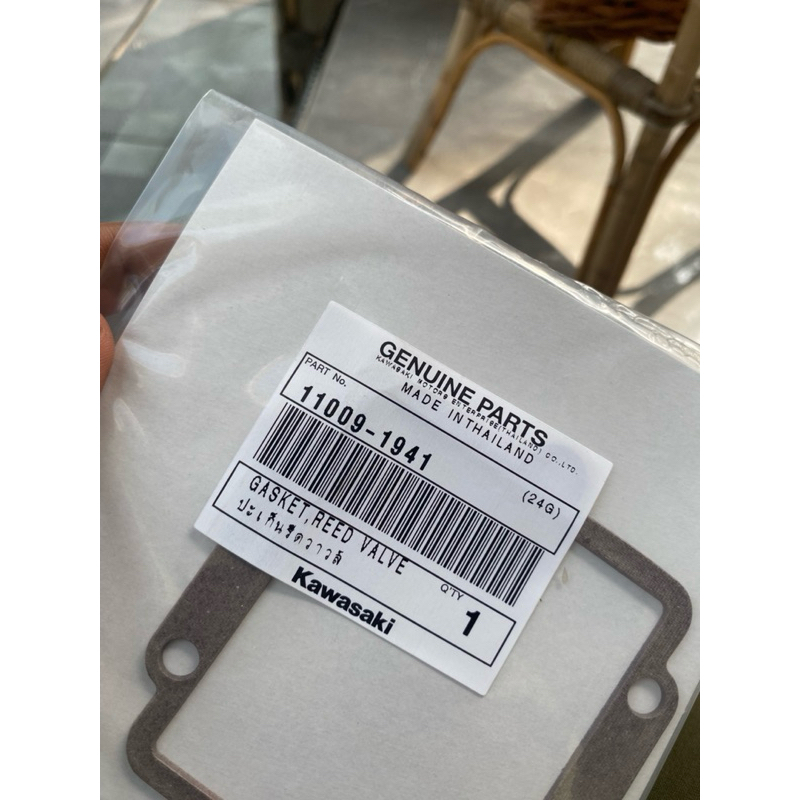 GENUINE PARTS
KAWASAKI MOTORS ENTERPRISE(THAILAND) CO.,LTD.
MADE IN THAILAND
PART No.
11009-1941
(24G)
GASKET,REED VALVE
ปะเก็นรีดวาวล์
Q'TY
1
Kawasaki